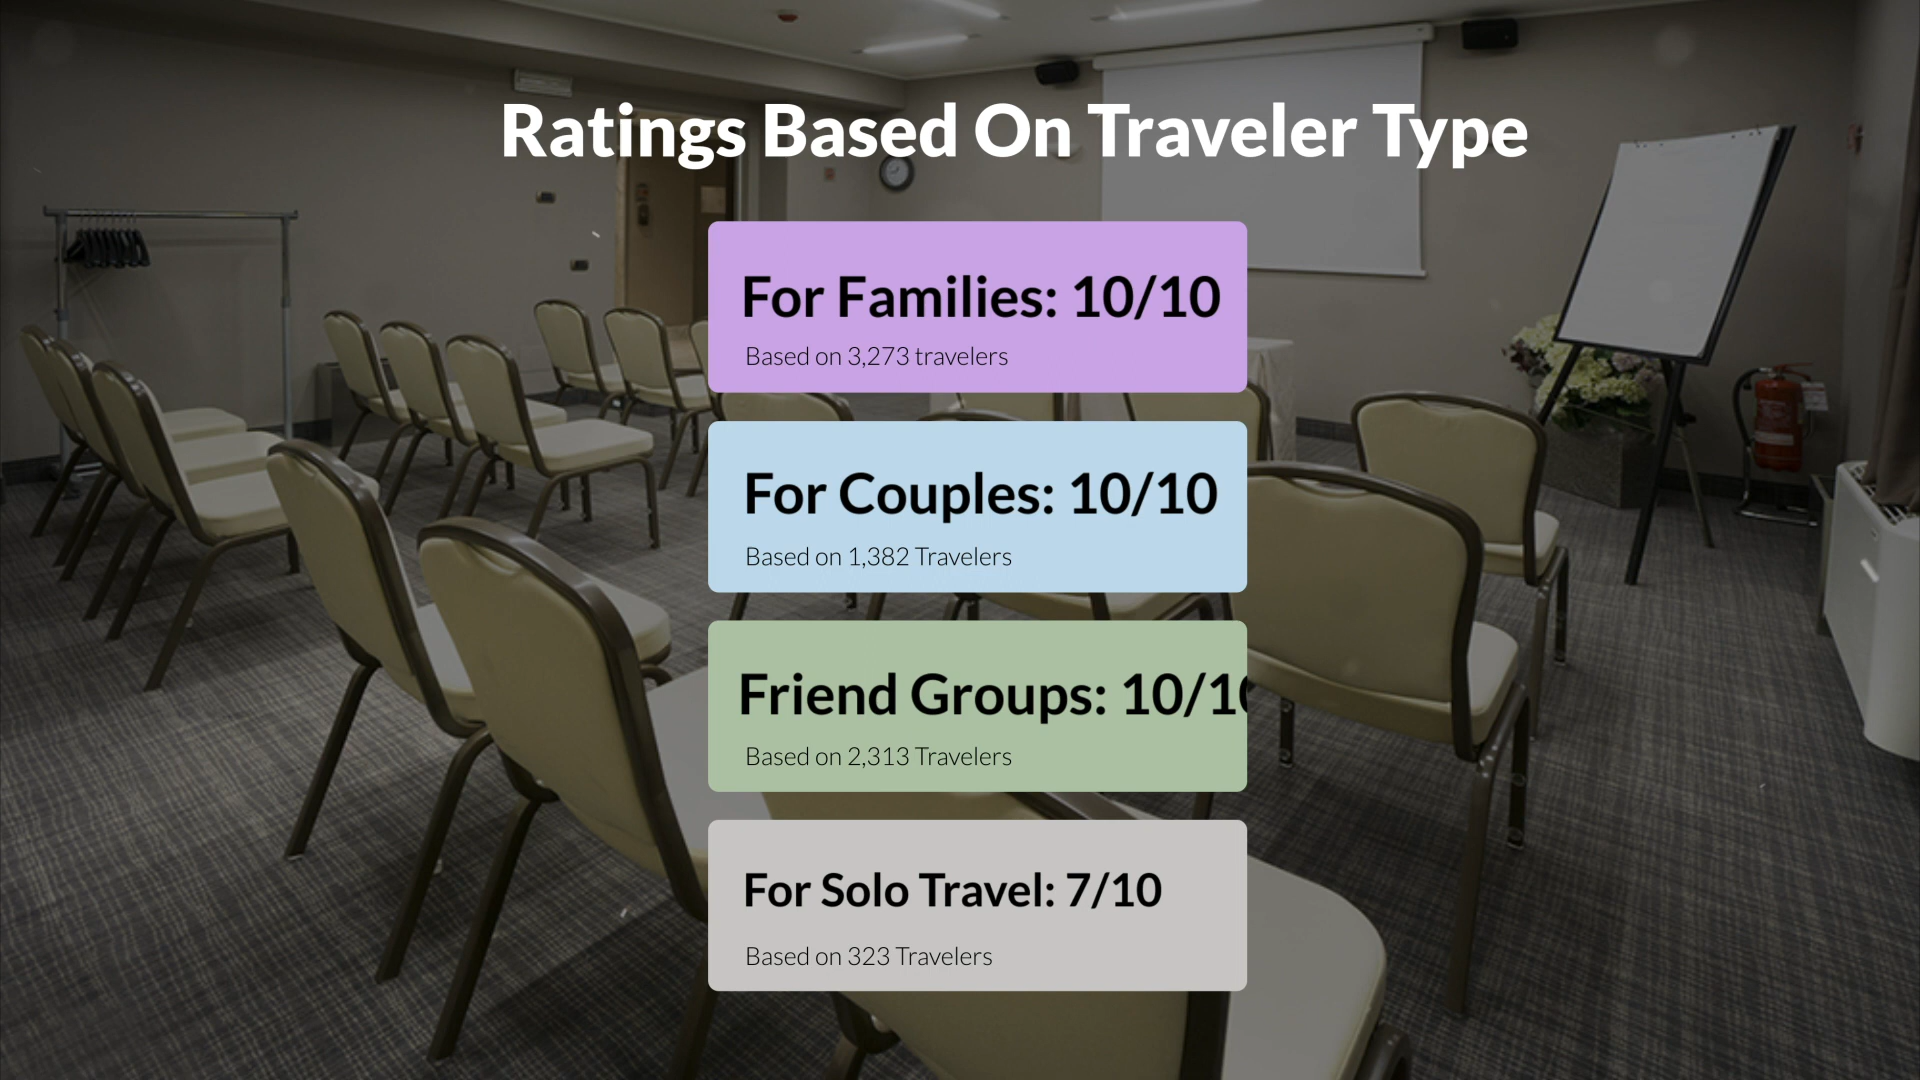 Ratings Based On Traveler Type
For Families: 10/10
Based on 3,273 travelers
For Couples: 10/10
Based on 1,382 Travelers
Friend Groups: 10/10
Based on 2,313 Travelers
For Solo Travel: 7/10
Based on 323 Travelers